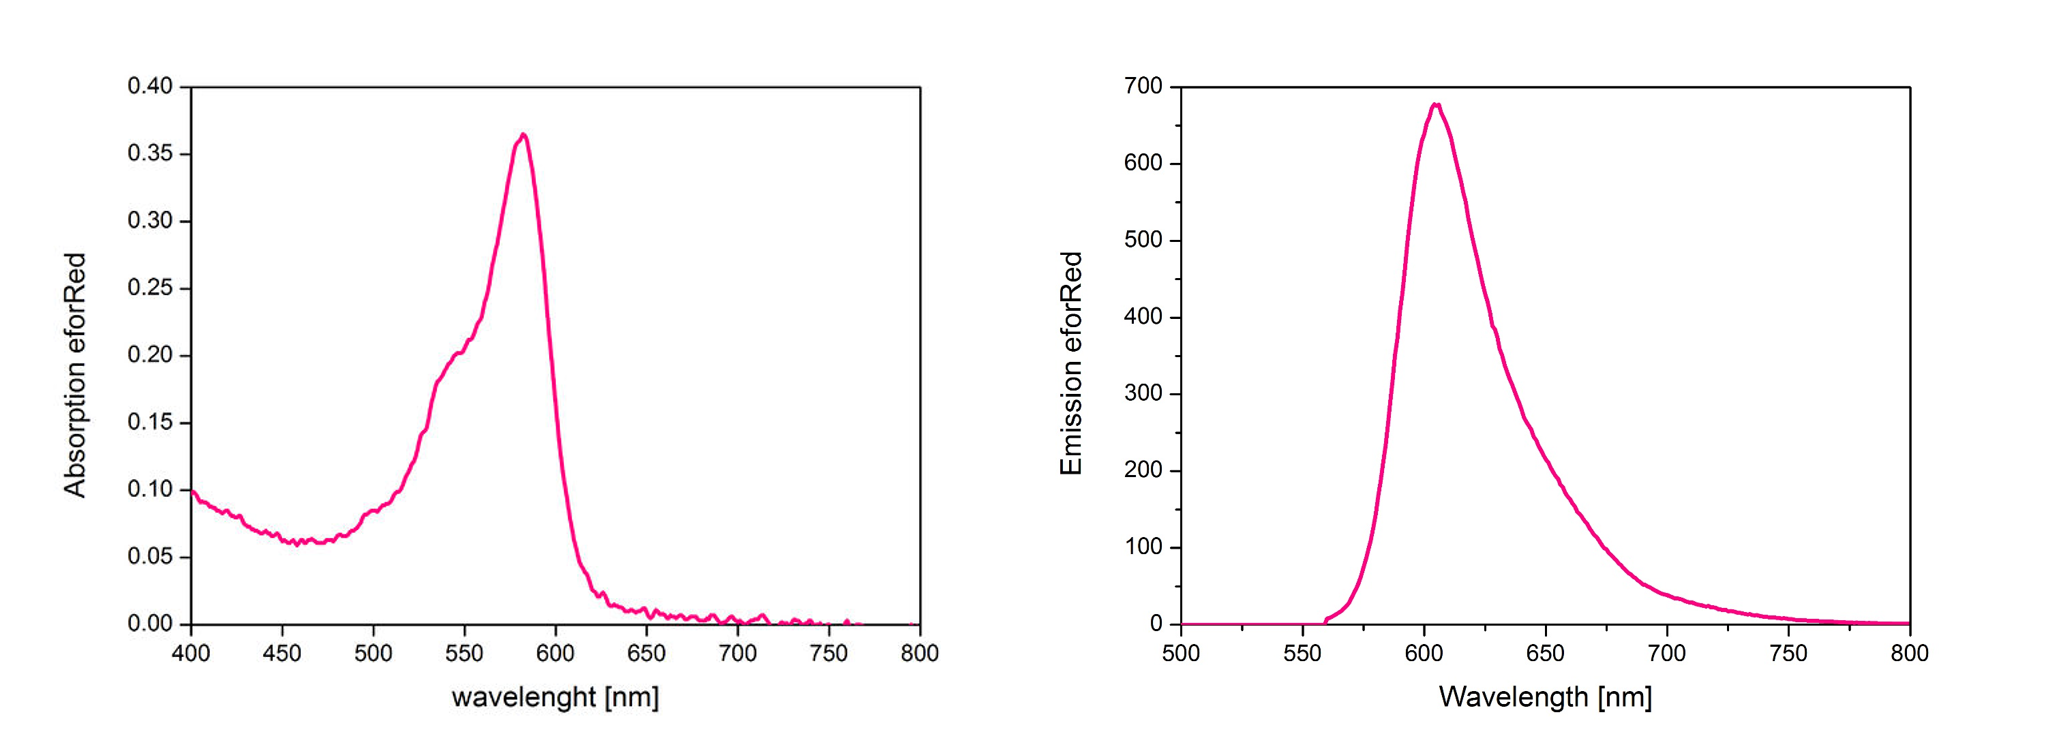 0.40
0.35
0.30
0.25
0.20
0.15
0.10
0.05
0.00
Absorption eforRed
400 450 500 550 600 650 700 750 800
wavelenght [nm]
700
600
500
400
300
200
100
0
Emission eforRed
500 550 600 650 700 750 800
Wavelength [nm]